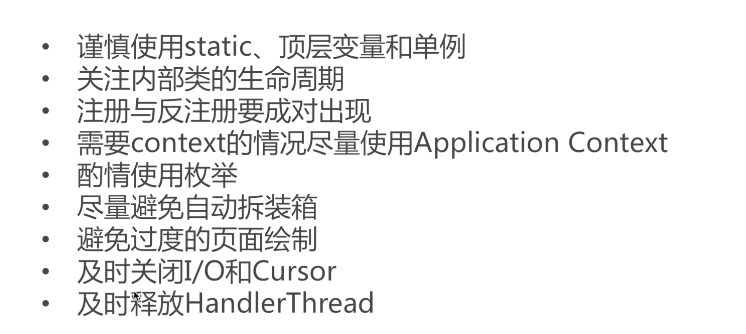 • 谨慎使用static、顶层变量和单例
• 关注内部类的生命周期
• 注册与反注册要成对出现
• 需要context的情况尽量使用Application Context
• 酌情使用枚举
• 尽量避免自动拆装箱
• 避免过度的页面绘制
• 及时关闭I/O和Cursor
• 及时释放HandlerThread